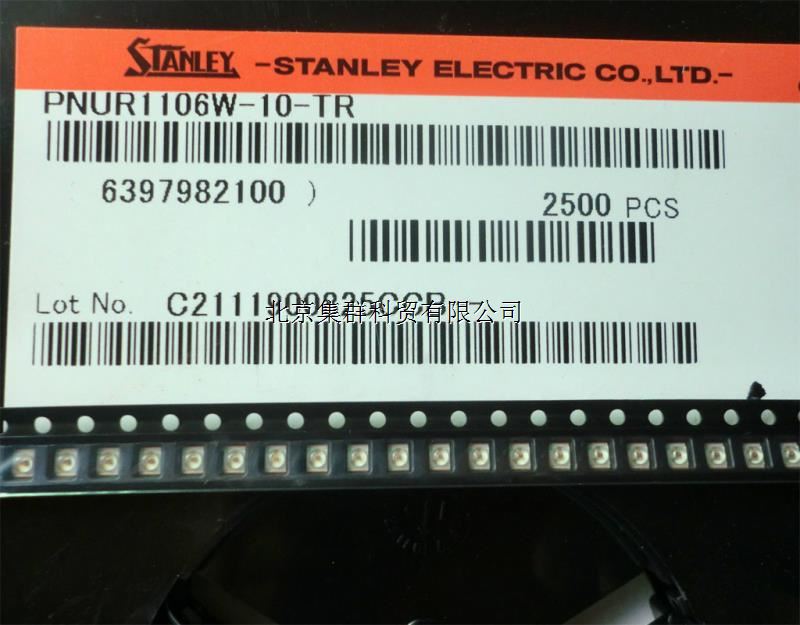 STANLEY -STANLEY ELECTRIC CO.,LTD.-
PNUR1106W-10-TR
6397982100 )
2500 PCS
Lot No.
北京集群科贸有限公司